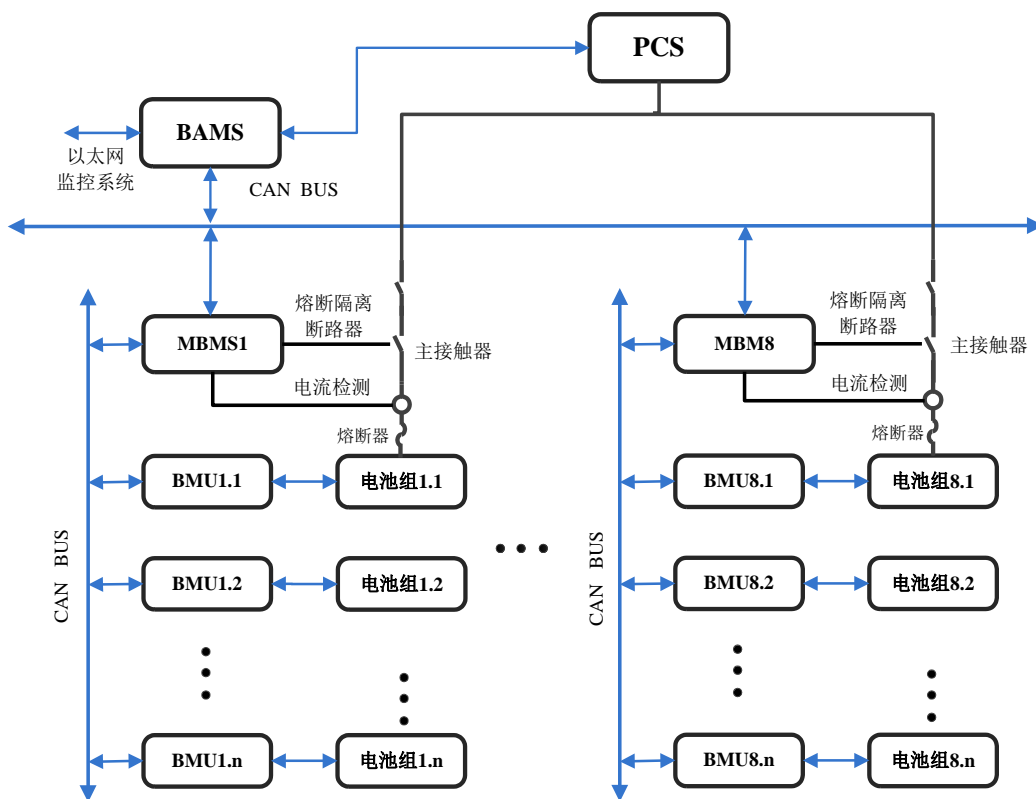 PCS
BAMS
以太网
监控系统
CAN BUS
熔断隔离
断路器
MBMS1
主接触器
电流检测
熔断器
BMU1.1
电池组1.1
CAN BUS
BMU1.2
电池组1.2
BMU1.n
电池组1.n
熔断隔离
断路器
MBM8
主接触器
电流检测
熔断器
BMU8.1
电池组8.1
CAN BUS
BMU8.2
电池组8.2
BMU8.n
电池组8.n